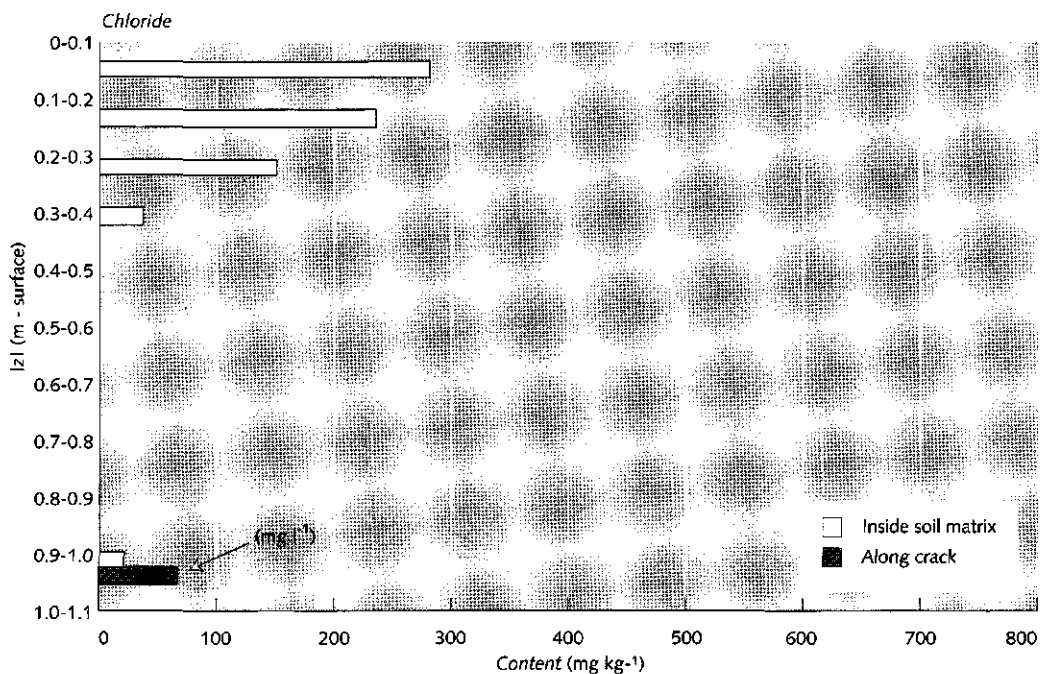 Chloride
0-0.1
0.1-0.2
0.2-0.3
0.3-0.4
0.4-0.5
0.5-0.6
0.6-0.7
0.7-0.8
0.8-0.9
0.9-1.0
1.0-1.1
|z| (m - surface)
(mg l-1)
Inside soil matrix
Along crack
0 100 200 300 400 500 600 700 800
Content (mg kg-1)